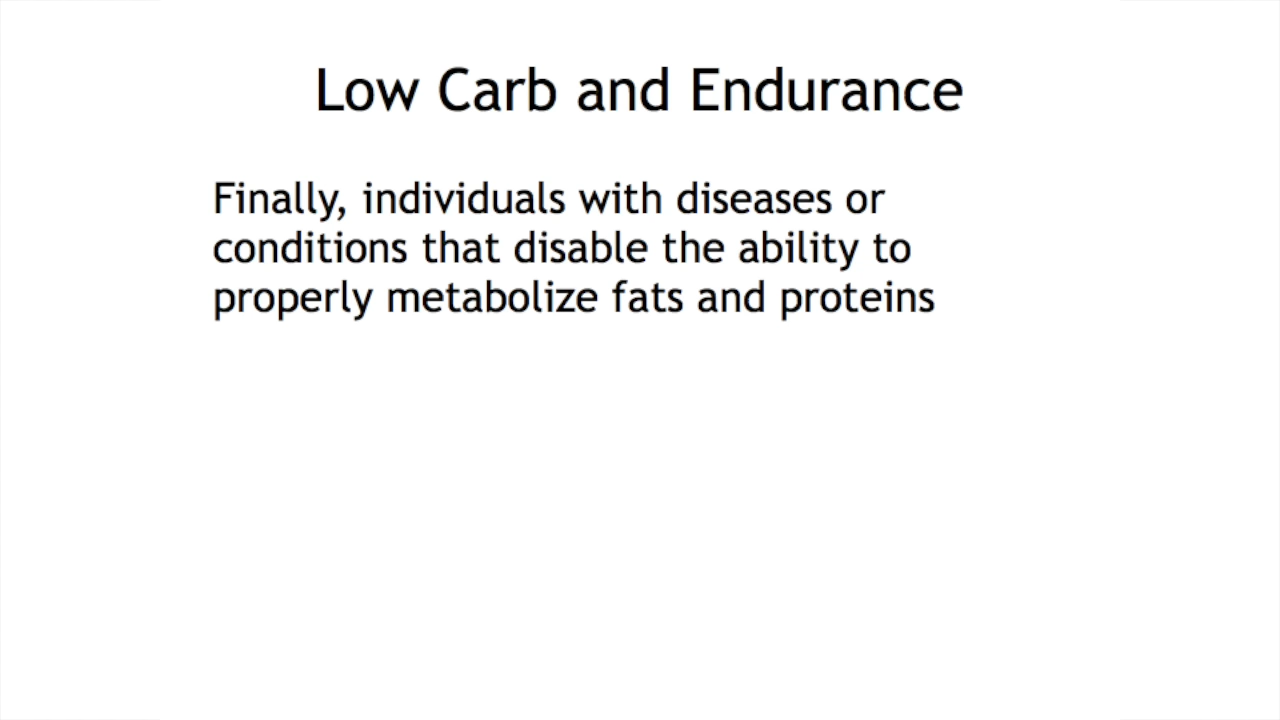 Low Carb and Endurance
Finally, individuals with diseases or
conditions that disable the ability to
properly metabolize fats and proteins